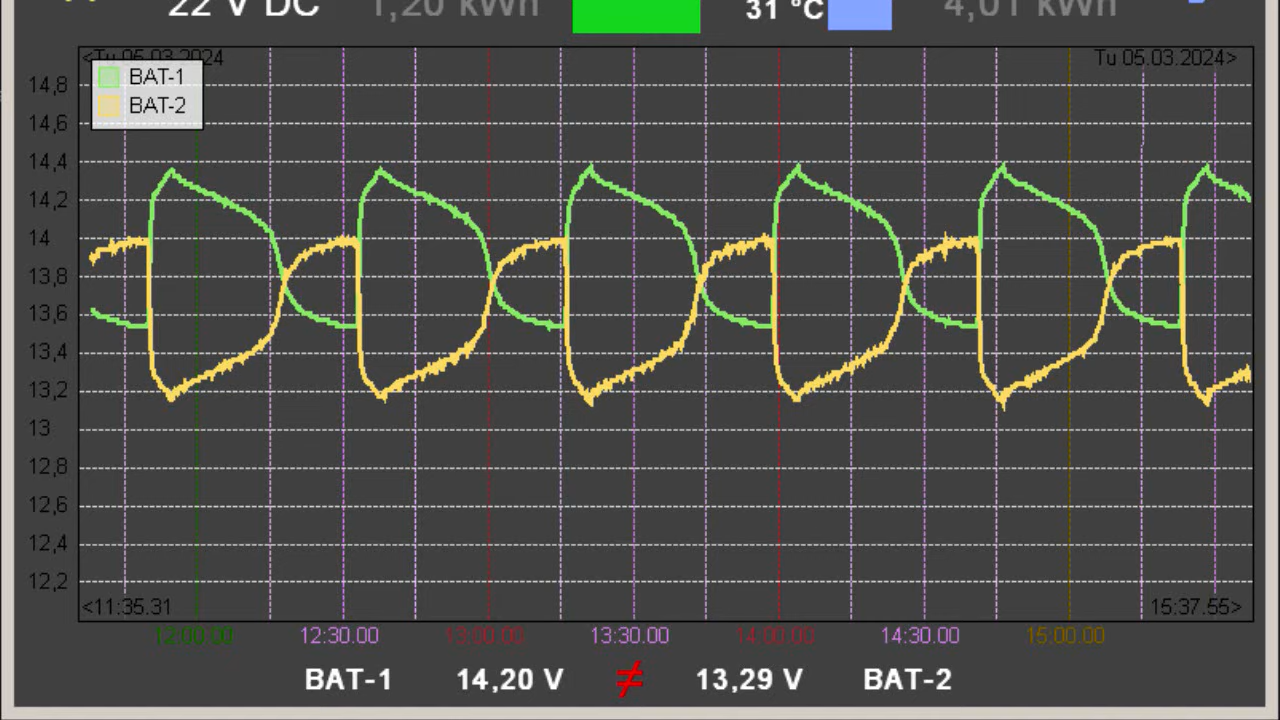 22 V DC 1,20 kWh 31 °C 4,01 kWh
<Tu 05.03.2024 Tu 05.03.2024>
BAT-1
BAT-2
14,8
14,6
14,4
14,2
14
13,8
13,6
13,4
13,2
13
12,8
12,6
12,4
12,2
<11:35.31 15:37.55>
12:00.00 12:30.00 13:00.00 13:30.00 14:00.00 14:30.00 15:00.00
BAT-1 14,20 V ≠ 13,29 V BAT-2